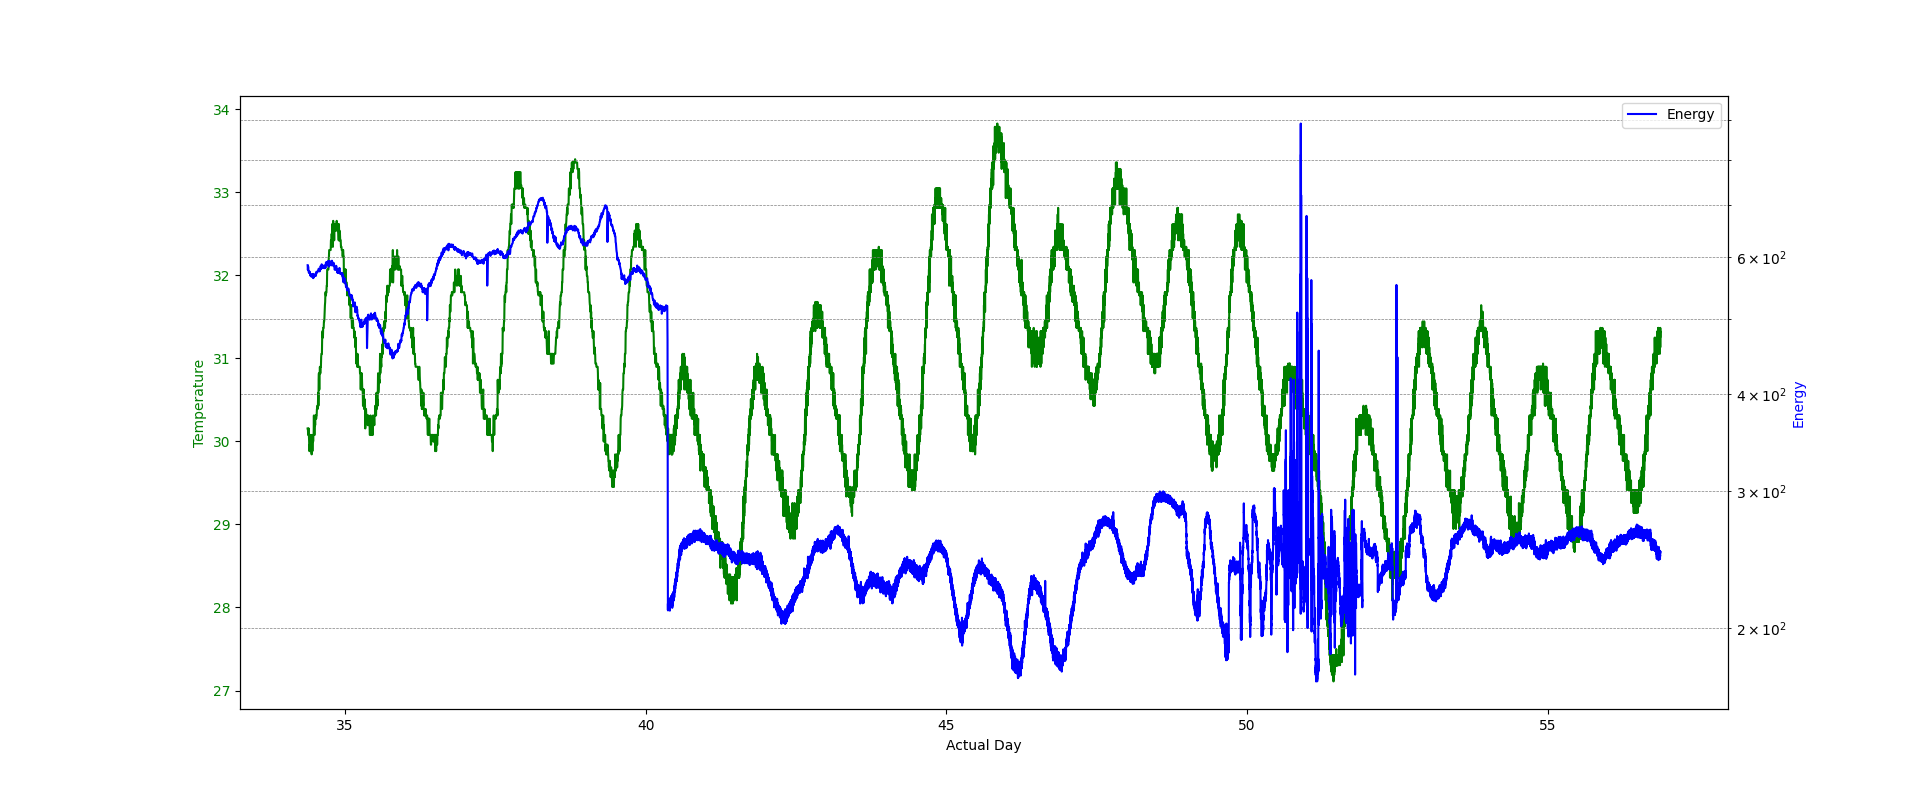 Energy
34
33
32
31
30
29
28
27
Temperature
6 × 10²
4 × 10²
3 × 10²
2 × 10²
Energy
35
40
45
50
55
Actual Day